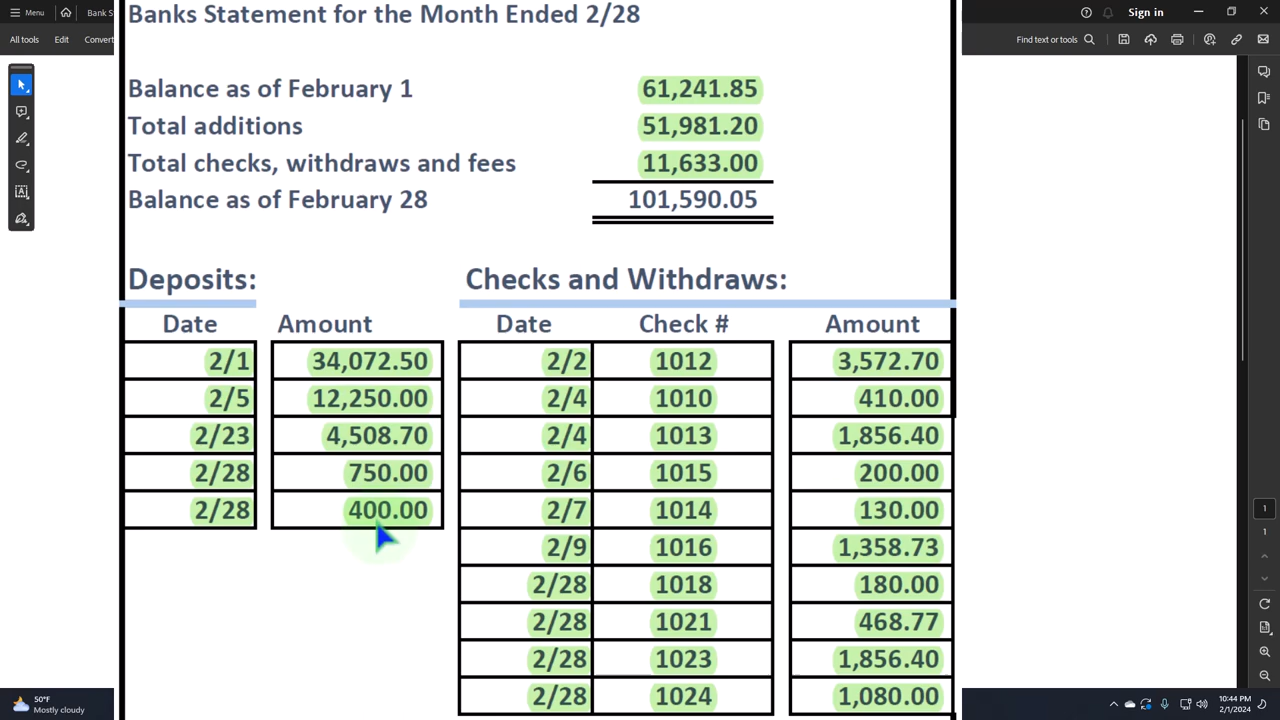 Menu
Bank S
Banks Statement for the Month Ended 2/28
Sign in
All tools Edit Convert
Find text or tools
Balance as of February 1 61,241.85
Total additions 51,981.20
Total checks, withdraws and fees 11,633.00
Balance as of February 28 101,590.05
Deposits: Checks and Withdraws:
Date Amount Date Check # Amount
2/1 34,072.50 2/2 1012 3,572.70
2/5 12,250.00 2/4 1010 410.00
2/23 4,508.70 2/4 1013 1,856.40
2/28 750.00 2/6 1015 200.00
2/28 400.00 2/7 1014 130.00
2/9 1016 1,358.73
2/28 1018 180.00
2/28 1021 468.77
2/28 1023 1,856.40
2/28 1024 1,080.00
1
1
50°F
Mostly cloudy
10:44 PM
2/1/2024